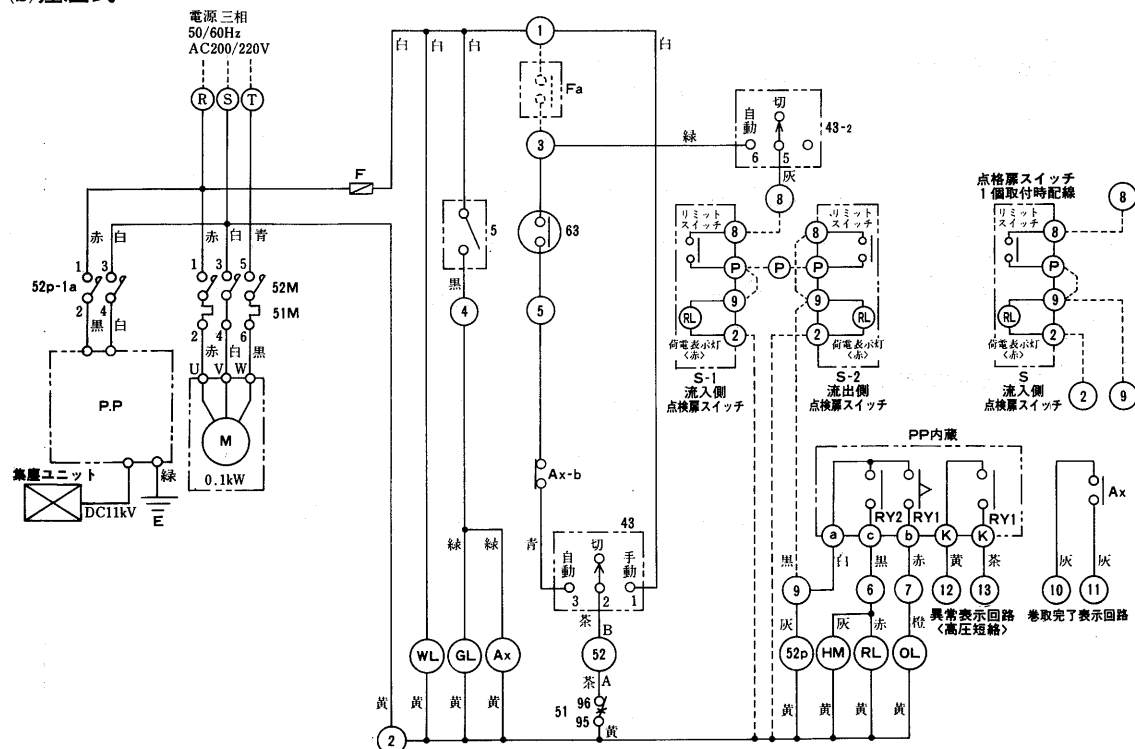 電源 三相
50/60Hz
AC200/220V
R S T
白 白 白 1 白
Fa
F
3
緑
自動 切
6 5
43-2
灰
8
赤 白 赤 白 青
1 3 1 3 5
52p-1a
52M
51M
2 4 2 4 6
黒 白 赤 白 黒
U V W
P.P
M
0.1kW
集塵ユニット
DC11kV
緑
E
5
黒
4
63
5
緑 緑
Ax-b
青
43
自動 切 手動
3 2 1
茶 B
52
茶 A
51
96
95
黄
WL GL Ax
黄 黄 黄
2
リミット
スイッチ
8
P
9
RL
2
荷電表示灯
<赤>
S-1
流入側
点検扉スイッチ
P
リミット
スイッチ
8
P
9
RL
2
荷電表示灯
<赤>
S-2
流出側
点検扉スイッチ
点格扉スイッチ
1個取付時配線
リミット
スイッチ
8
P
9
RL
2
荷電表示灯
<赤>
S
流入側
点検扉スイッチ
8
2 9
PP内蔵
RY2 RY1 RY1
a c b K K
黒 白 黒 赤 黄 茶
9 6 7 12 13
異常表示回路
<高圧短絡>
Ax
灰 灰
10 11
巻取完了表示回路
灰 灰 赤 橙
52p HM RL OL
黄 黄 黄 黄